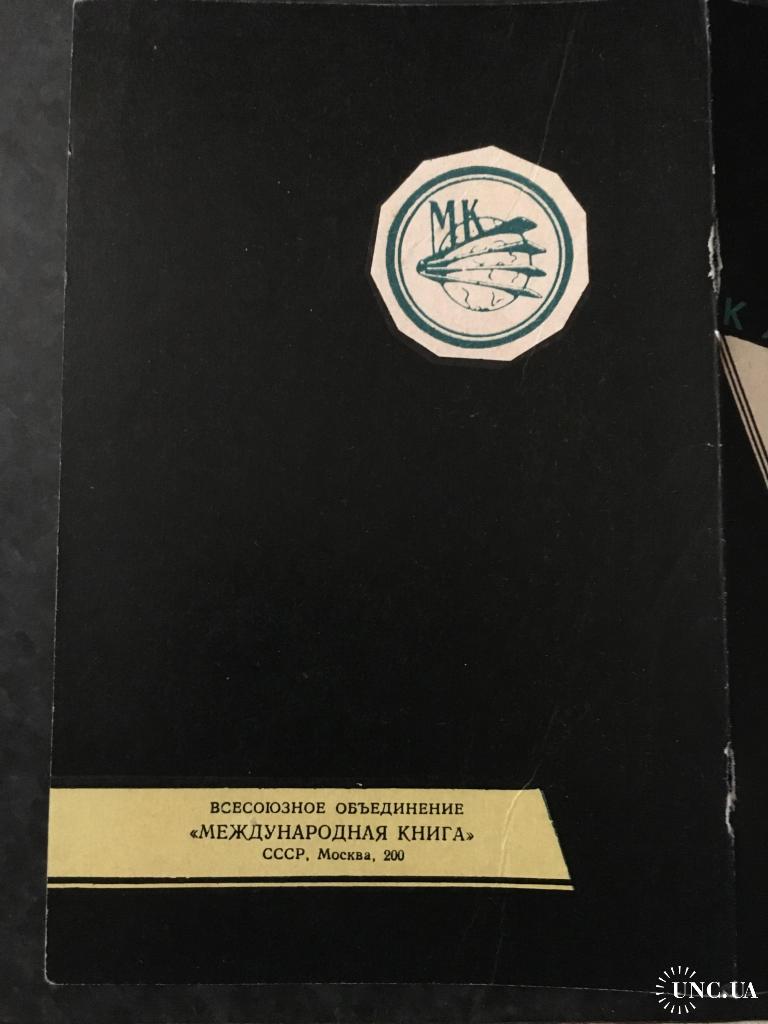 МК
К
ВСЕСОЮЗНОЕ ОБЪЕДИНЕНИЕ
«МЕЖДУНАРОДНАЯ КНИГА»
СССР, Москва, 200
UNC.UA